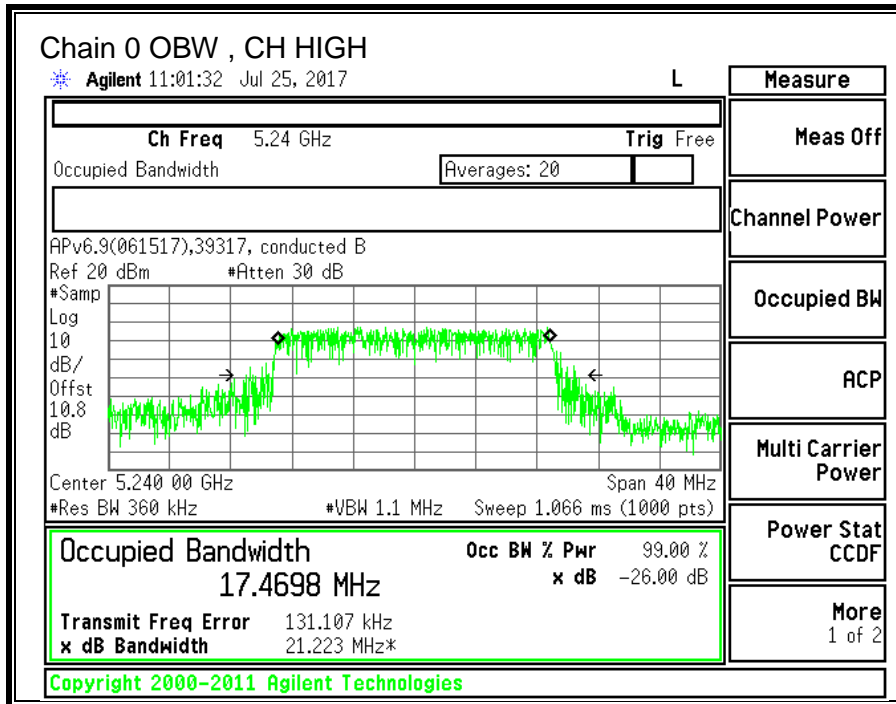 Chain 0 OBW , CH HIGH
Agilent 11:01:32 Jul 25, 2017 L
Measure
Ch Freq 5.24 GHz Trig Free
Occupied Bandwidth Averages: 20
APv6.9(061517),39317, conducted B
Ref 20 dBm #Atten 30 dB
#Samp
Log
10
dB/
Offst
10.8
dB
Center 5.240 00 GHz Span 40 MHz
#Res BW 360 kHz #VBW 1.1 MHz Sweep 1.066 ms (1000 pts)
Occupied Bandwidth Occ BW % Pwr 99.00 %
17.4698 MHz x dB -26.00 dB
Transmit Freq Error 131.107 kHz
x dB Bandwidth 21.223 MHz*
Copyright 2000-2011 Agilent Technologies
Meas Off
Channel Power
Occupied BW
ACP
Multi Carrier
Power
Power Stat
CCDF
More
1 of 2